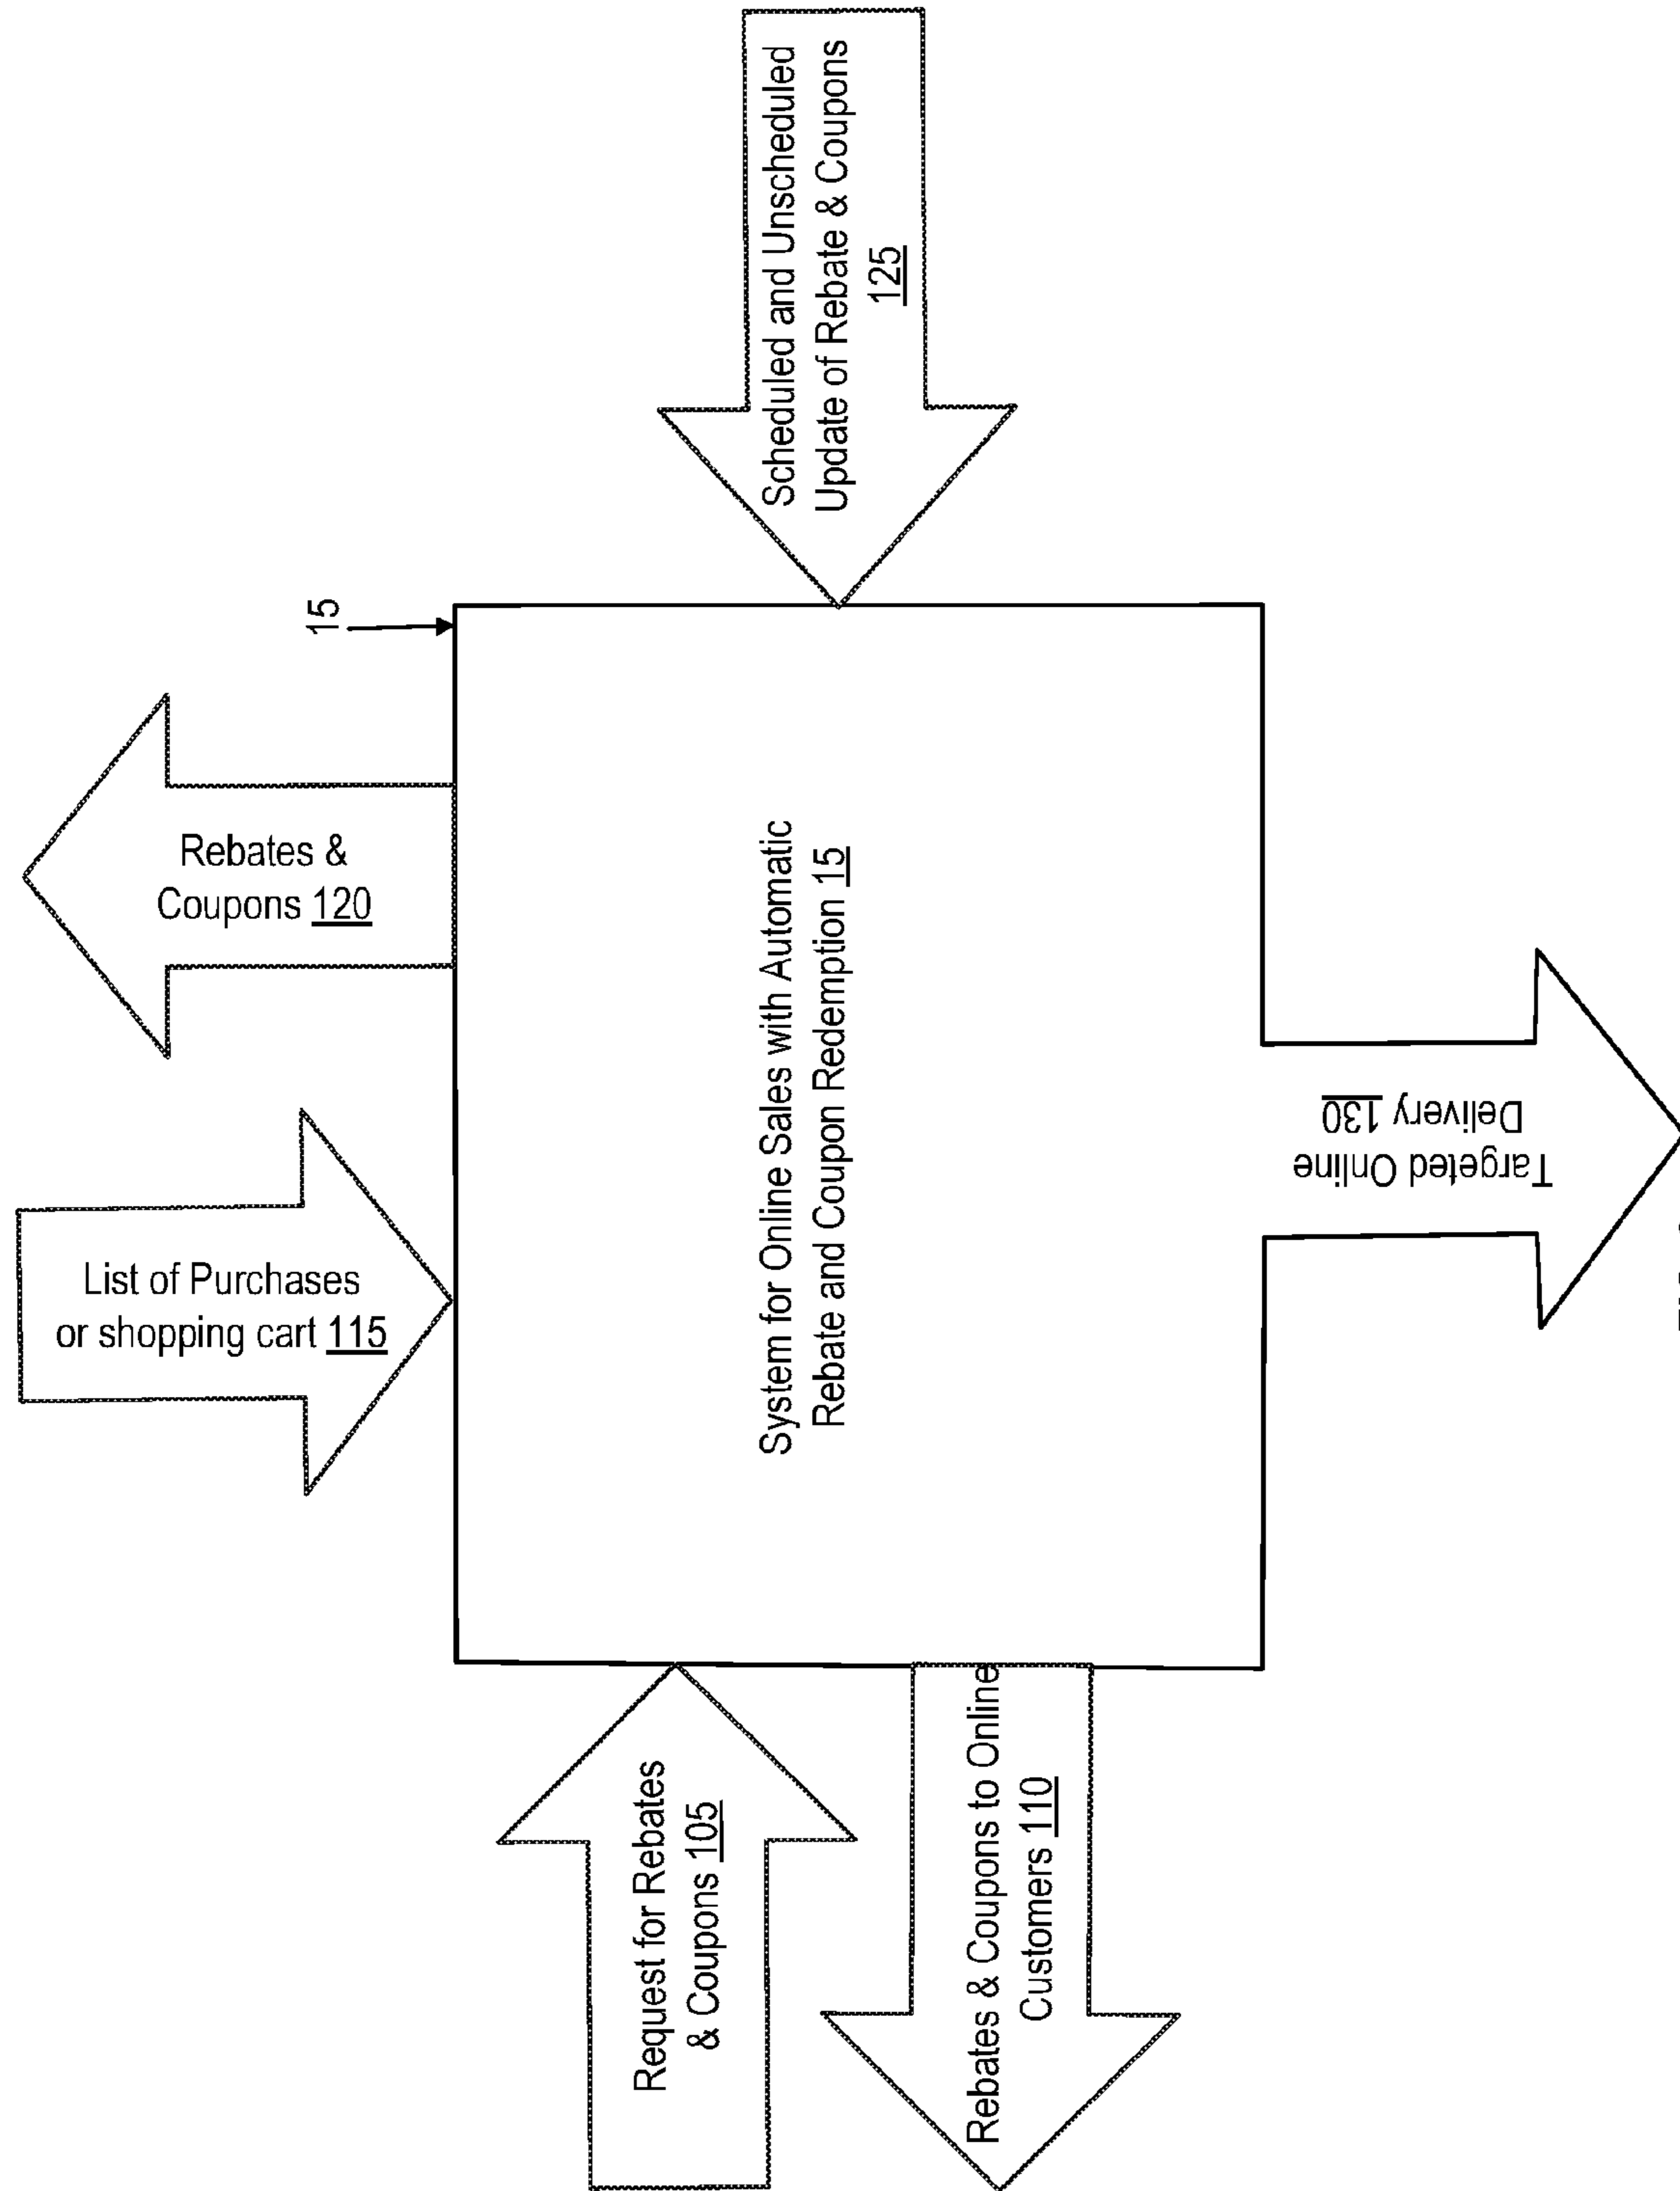 Scheduled and Unscheduled
Update of Rebate & Coupons
125
15
Rebates &
Coupons 120
List of Purchases
or shopping cart 115
System for Online Sales with Automatic
Rebate and Coupon Redemption 15
Targeted Online
Delivery 130
Request for Rebates
& Coupons 105
Rebates & Coupons to Online
Customers 110